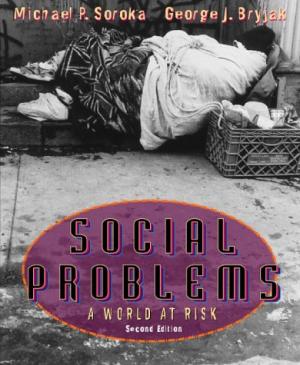 Michael P. Soroka George J. Bryjak
SOCIAL
PROBLEMS
A WORLD AT RISK
Second Edition